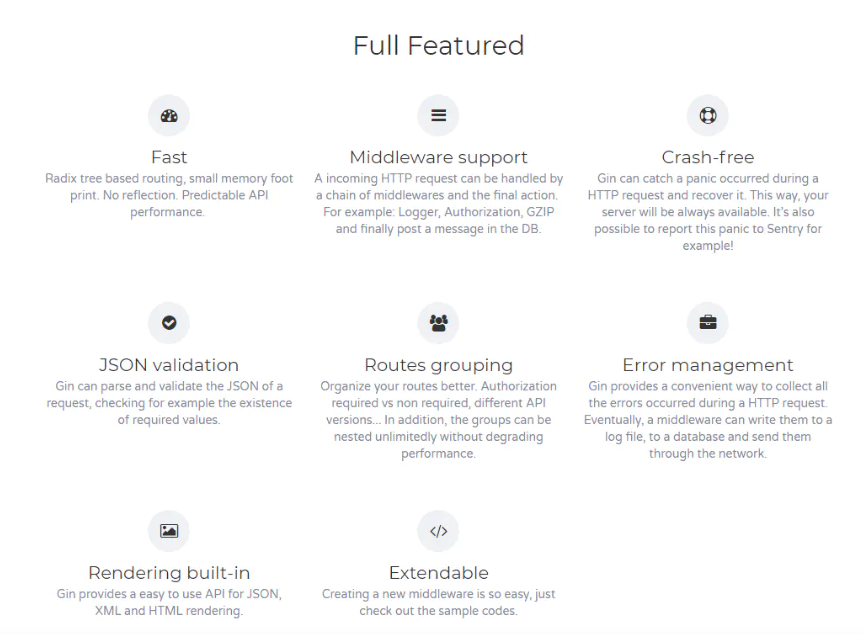 Full Featured
Fast
Radix tree based routing, small memory foot
print. No reflection. Predictable API
performance.
Middleware support
A incoming HTTP request can be handled by
a chain of middlewares and the final action.
For example: Logger, Authorization, GZIP
and finally post a message in the DB.
Crash-free
Gin can catch a panic occurred during a
HTTP request and recover it. This way, your
server will be always available. It's also
possible to report this panic to Sentry for
example!
JSON validation
Gin can parse and validate the JSON of a
request, checking for example the existence
of required values.
Routes grouping
Organize your routes better. Authorization
required vs non required, different API
versions... In addition, the groups can be
nested unlimitedly without degrading
performance.
Error management
Gin provides a convenient way to collect all
the errors occurred during a HTTP request.
Eventually, a middleware can write them to a
log file, to a database and send them
through the network.
Rendering built-in
Gin provides a easy to use API for JSON,
XML and HTML rendering.
Extendable
Creating a new middleware is so easy, just
check out the sample codes.